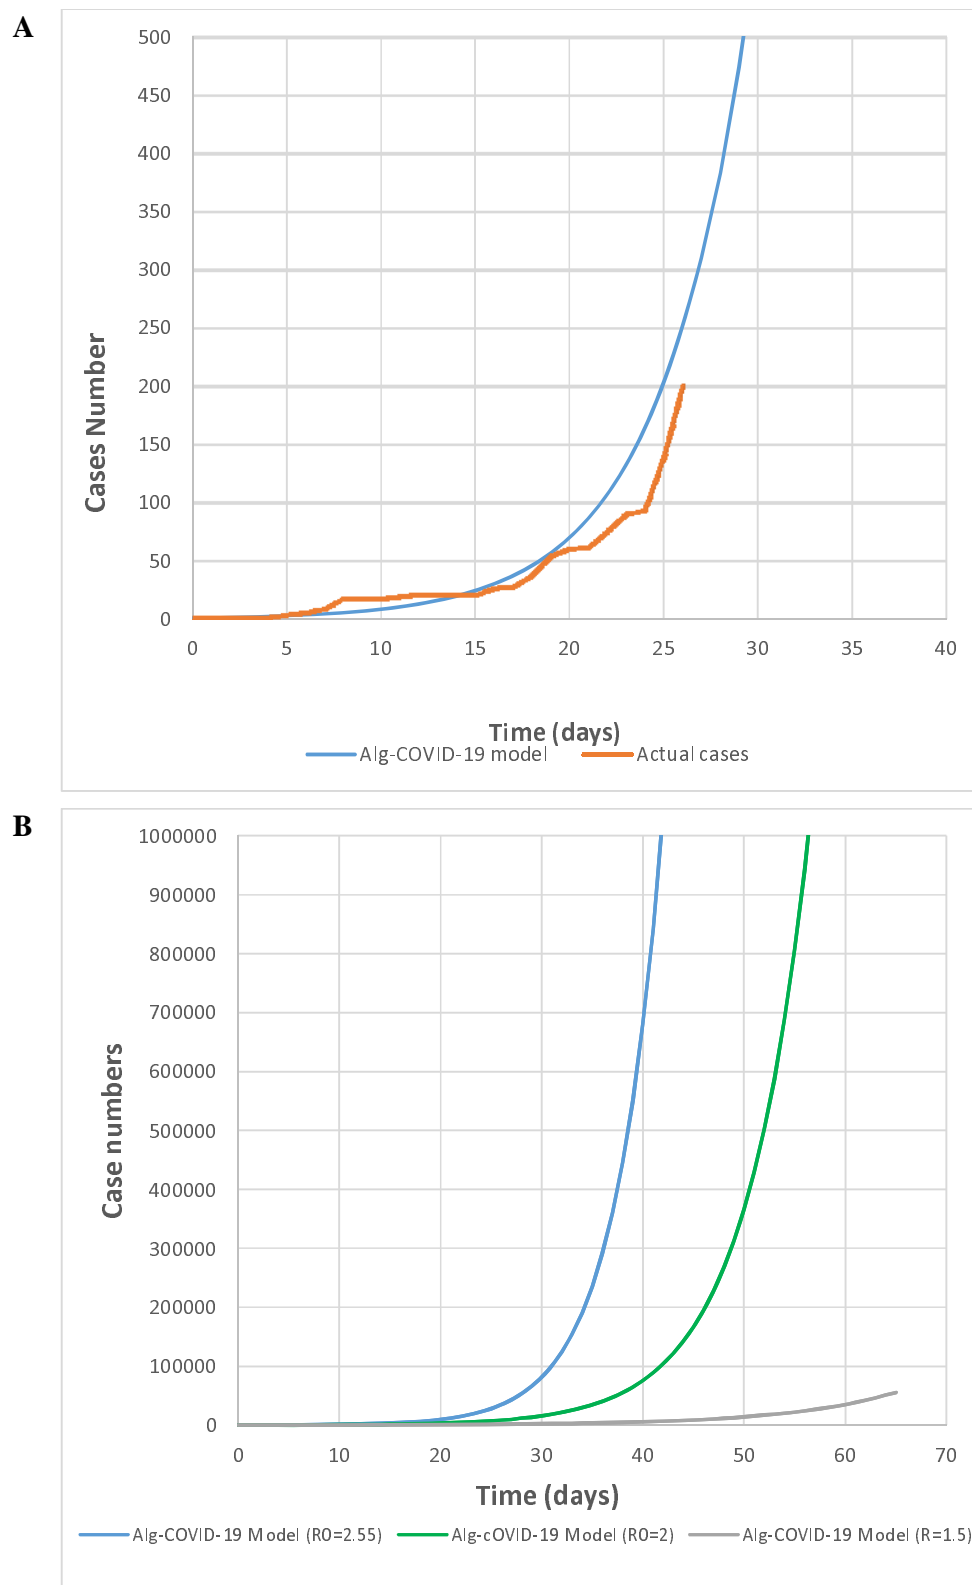 A
500
450
400
350
300
250
200
150
100
50
0
Cases Number
0 5 10 15 20 25 30 35 40
Time (days)
Alg-COVID-19 model Actual cases
B
1000000
900000
800000
700000
600000
500000
400000
300000
200000
100000
0
Case numbers
0 10 20 30 40 50 60 70
Time (days)
Alg-COVID-19 Model (R0=2.55) Alg-cOVID-19 Model (R0=2) Alg-COVID-19 Model (R=1.5)